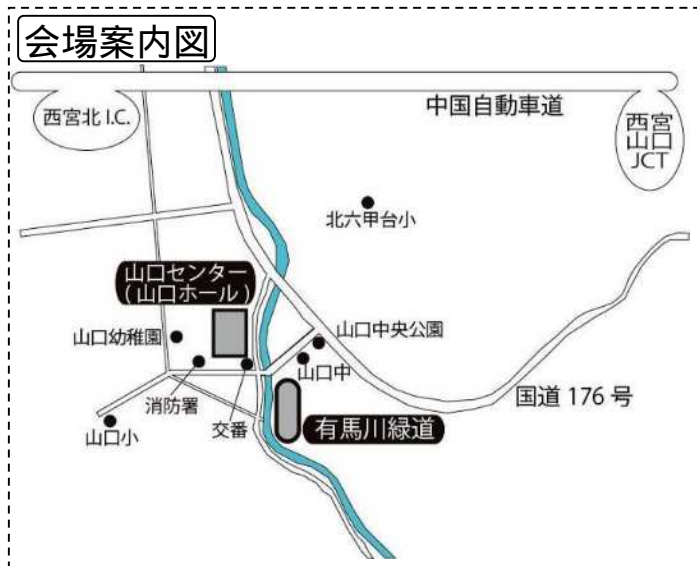 会場案内図
中国自動車道
西宮北 I.C.
西宮
山口
JCT
北六甲台小
山口センター
(山口ホール)
山口幼稚園
山口中央公園
山口中
消防署
交番
国道 176 号
有馬川緑道
山口小